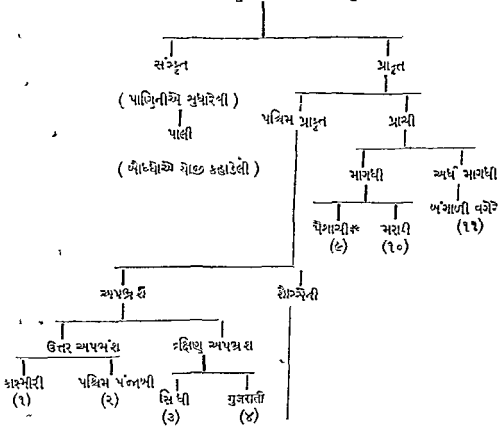 સંસ્કૃત પ્રાકૃત
( પાણિનીએ સુધારેલી ) પશ્ચિમ પ્રાકૃત પ્રાચી
પાલી
( બૌધ્ધોએ યોજી કહાડેલી ) માગધી અર્ધ માગધી
પૈશાચી* મરાઠી બંગાળી વગેરે
(૯) (૧૦) (૧૧)
અપભ્રંશ શૌરસેની
ઉત્તર અપભ્રંશ દક્ષિણ અપભ્રંશ
કાશ્મીરી પશ્ચિમ પંજાબી સિંધી ગુજરાતી
(૧) (૨) (૩) (૪)